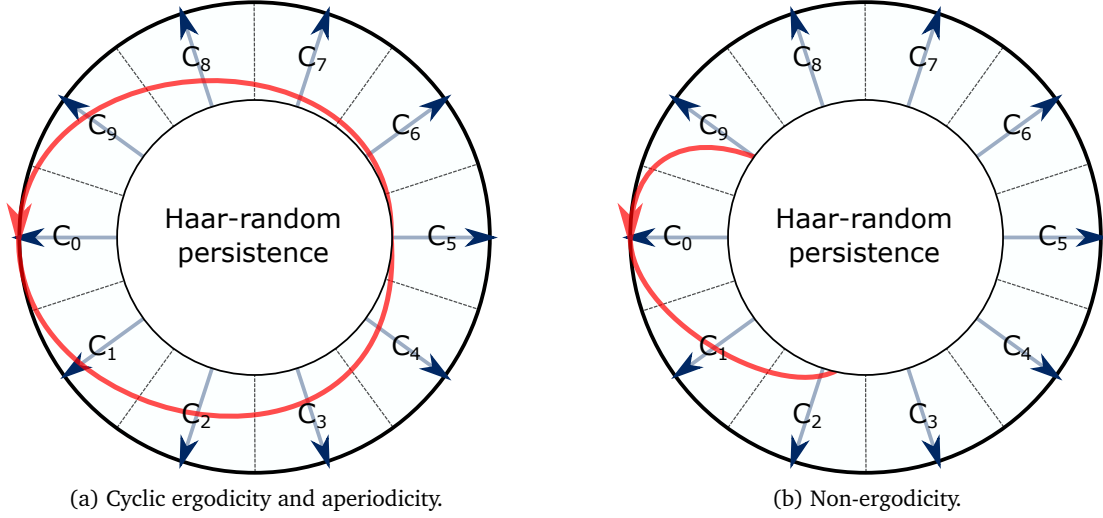 C8
C7
C9
C6
Haar-random
persistence
C0
C5
C1
C4
C2
C3
(a) Cyclic ergodicity and aperiodicity.
C8
C7
C9
C6
Haar-random
persistence
C0
C5
C1
C4
C2
C3
(b) Non-ergodicity.